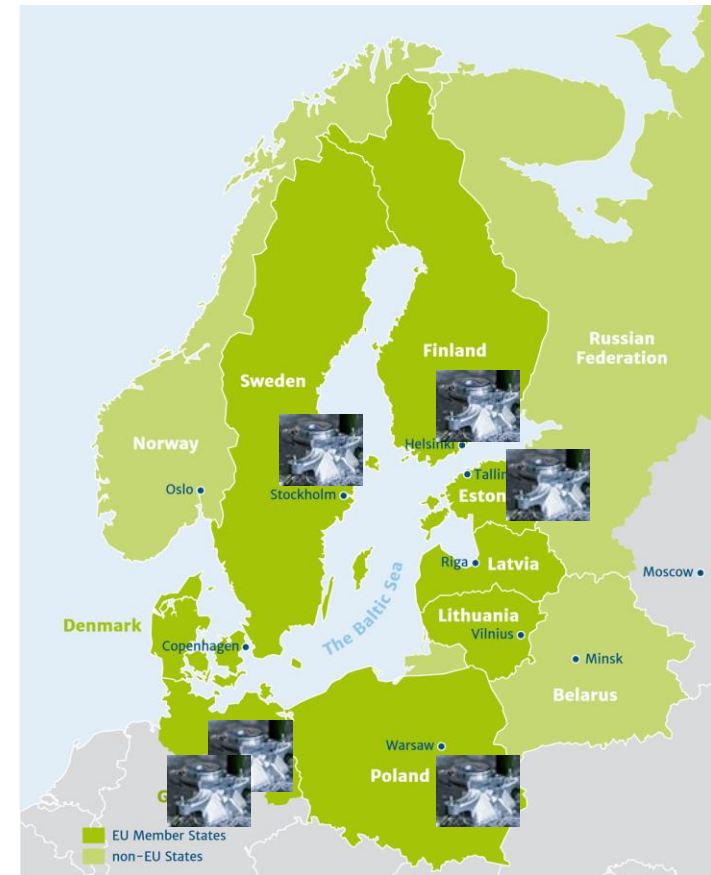 Finland
Russian
Federation
Sweden
Norway
Helsinki
Oslo
Stockholm
Riga
Latvia
Moscow
The Baltic Sea
Denmark
Lithuania
Vilnius
Copenhagen
Minsk
Belarus
Warsaw
Poland
EU Member States
non-EU States